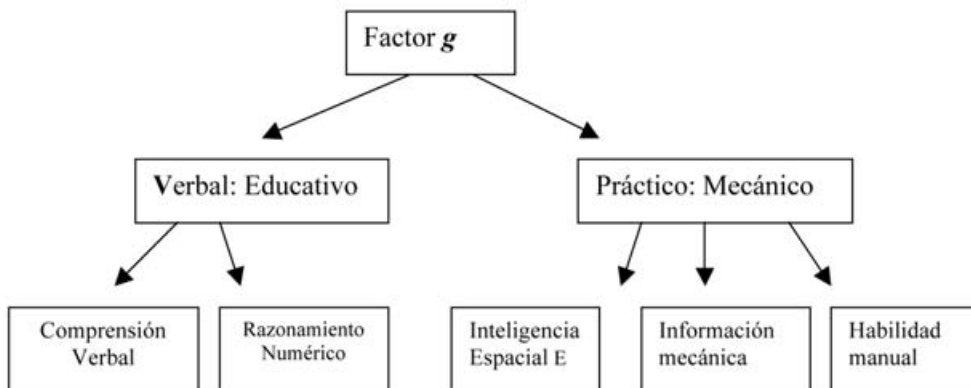 Factor g
Verbal: Educativo
Práctico: Mecánico
Comprensión
Verbal
Razonamiento
Numérico
Inteligencia
Espacial E
Información
mecánica
Habilidad
manual